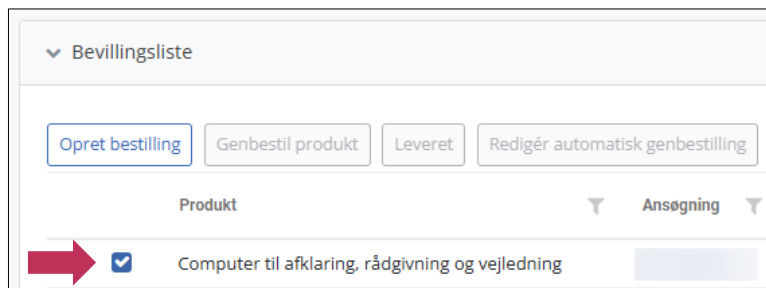 Bevillingsliste
Opret bestilling Genbestil produkt Leveret Redigér automatisk genbestilling
Produkt Ansøgning
Computer til afklaring, rådgivning og vejledning